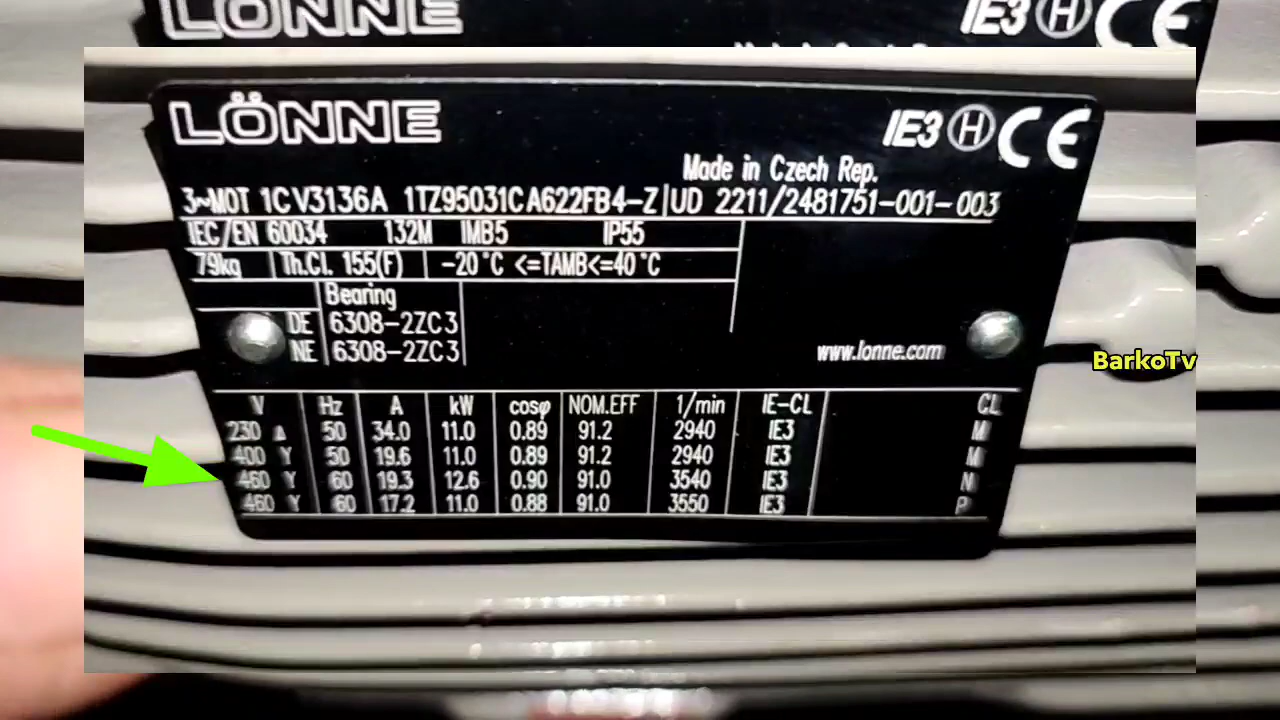 LÖNNE IE3 H CE
LÖNNE IE3 H CE
Made in Czech Rep.
3~MOT 1CV3136A 1TZ95031CA622FB4-Z UD 2211/2481751-001-003
IEC/EN 60034 132M IMB5 IP55
79kg Th.Cl. 155(F) -20°C <=TAMB<=40°C
Bearing
DE 6308-2ZC3
NE 6308-2ZC3
www.lonne.com
BarkoTv
V Hz A kW cosφ NOM.EFF 1/min IE-CL CL
230 Δ 50 34.0 11.0 0.89 91.2 2940 IE3 M
400 Y 50 19.6 11.0 0.89 91.2 2940 IE3 M
460 Y 60 19.3 12.6 0.90 91.0 3540 IE3 N
460 Y 60 17.2 11.0 0.88 91.0 3550 IE3 P